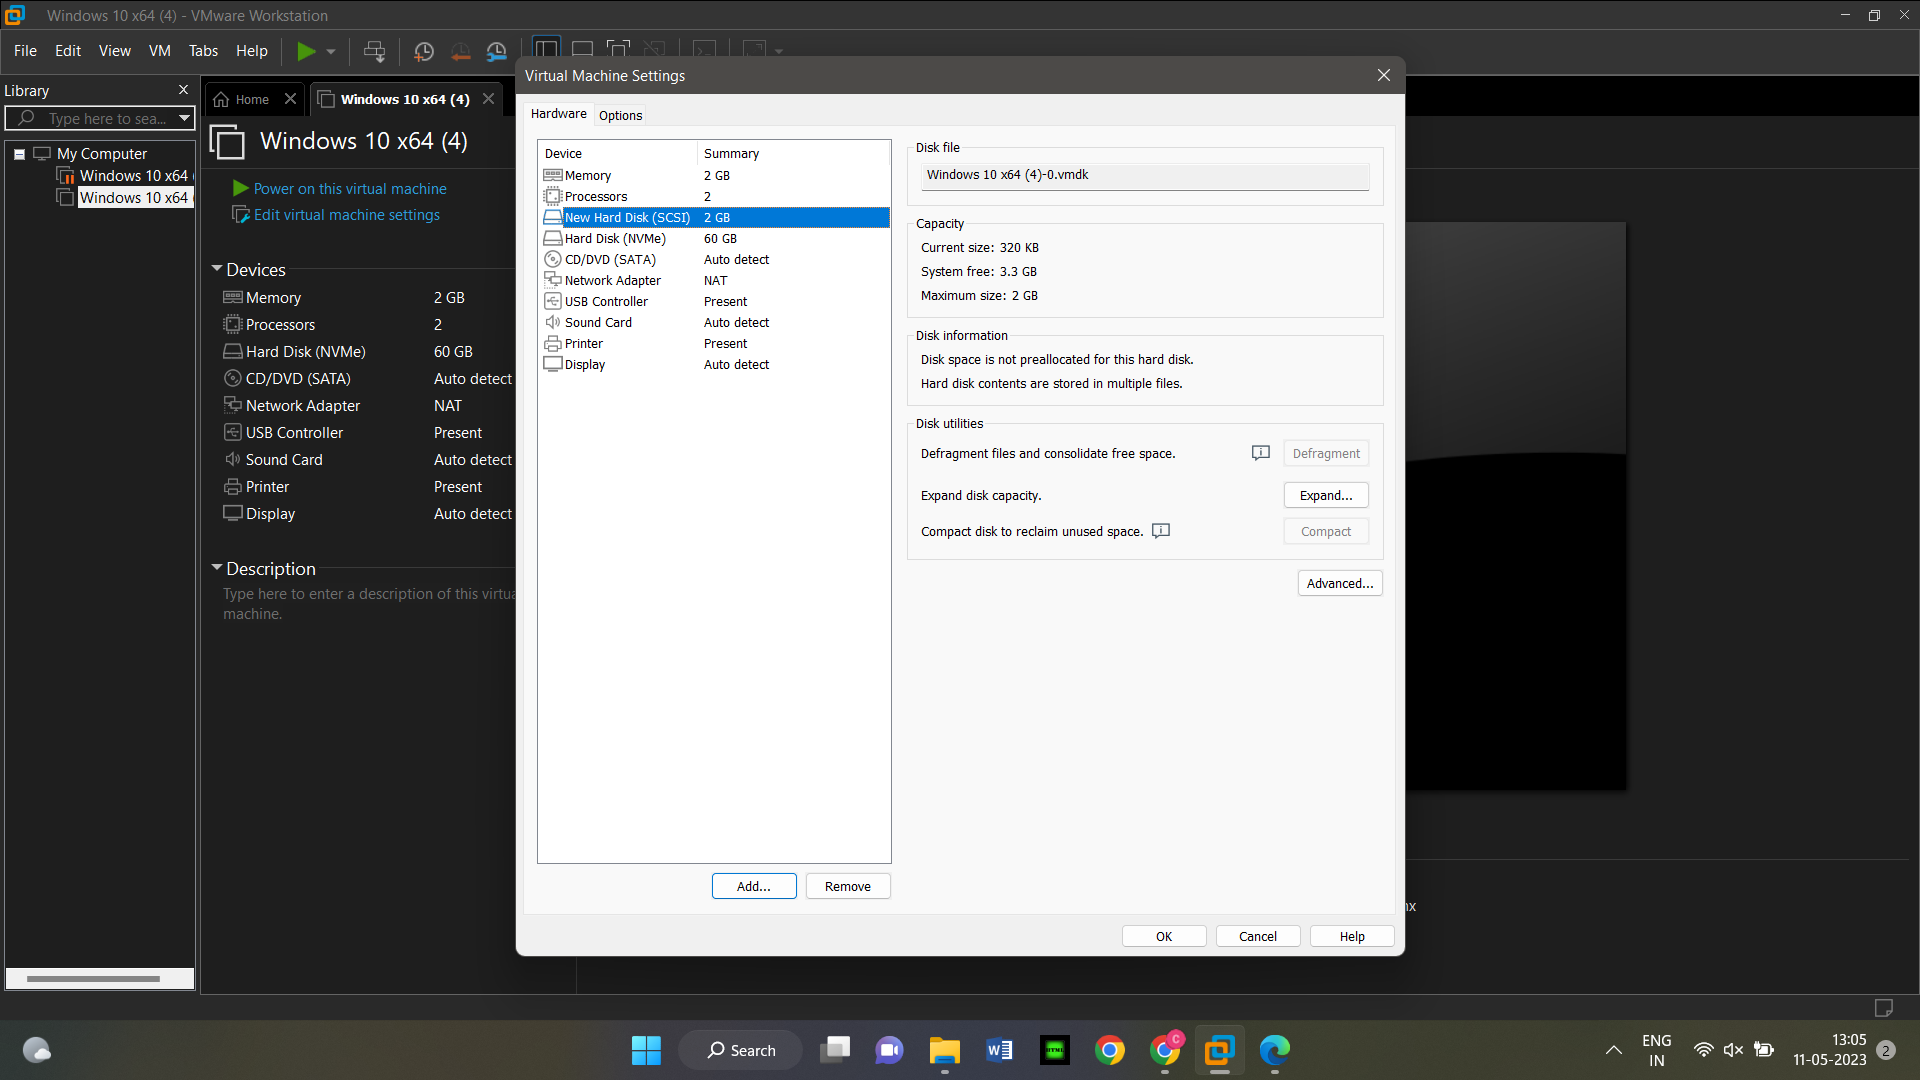 Windows 10 x64 (4) - VMware Workstation
File Edit View VM Tabs Help
Library
Type here to sea...
My Computer
Windows 10 x64
Windows 10 x64
Home
Windows 10 x64 (4)
Windows 10 x64 (4)
Power on this virtual machine
Edit virtual machine settings
Devices
Memory 2 GB
Processors 2
Hard Disk (NVMe) 60 GB
CD/DVD (SATA) Auto detect
Network Adapter NAT
USB Controller Present
Sound Card Auto detect
Printer Present
Display Auto detect
Description
Type here to enter a description of this virtua
machine.
Virtual Machine Settings
Hardware Options
Device Summary
Memory 2 GB
Processors 2
New Hard Disk (SCSI) 2 GB
Hard Disk (NVMe) 60 GB
CD/DVD (SATA) Auto detect
Network Adapter NAT
USB Controller Present
Sound Card Auto detect
Printer Present
Display Auto detect
Add... Remove
Disk file
Windows 10 x64 (4)-0.vmdk
Capacity
Current size: 320 KB
System free: 3.3 GB
Maximum size: 2 GB
Disk information
Disk space is not preallocated for this hard disk.
Hard disk contents are stored in multiple files.
Disk utilities
Defragment files and consolidate free space. Defragment
Expand disk capacity. Expand...
Compact disk to reclaim unused space. Compact
Advanced...
OK Cancel Help
Search
C
ENG
IN
13:05
11-05-2023
2